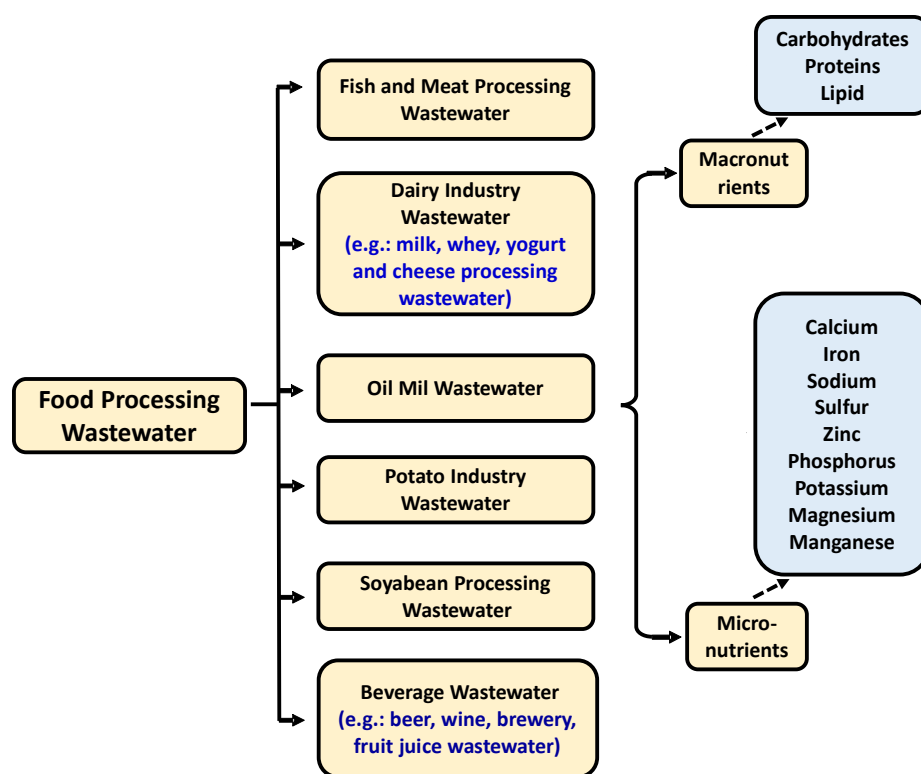 Food Processing
Wastewater
Fish and Meat Processing
Wastewater
Dairy Industry
Wastewater
(e.g.: milk, whey, yogurt
and cheese processing
wastewater)
Oil Mil Wastewater
Potato Industry
Wastewater
Soyabean Processing
Wastewater
Beverage Wastewater
(e.g.: beer, wine, brewery,
fruit juice wastewater)
Macronut
rients
Carbohydrates
Proteins
Lipid
Micro-
nutrients
Calcium
Iron
Sodium
Sulfur
Zinc
Phosphorus
Potassium
Magnesium
Manganese